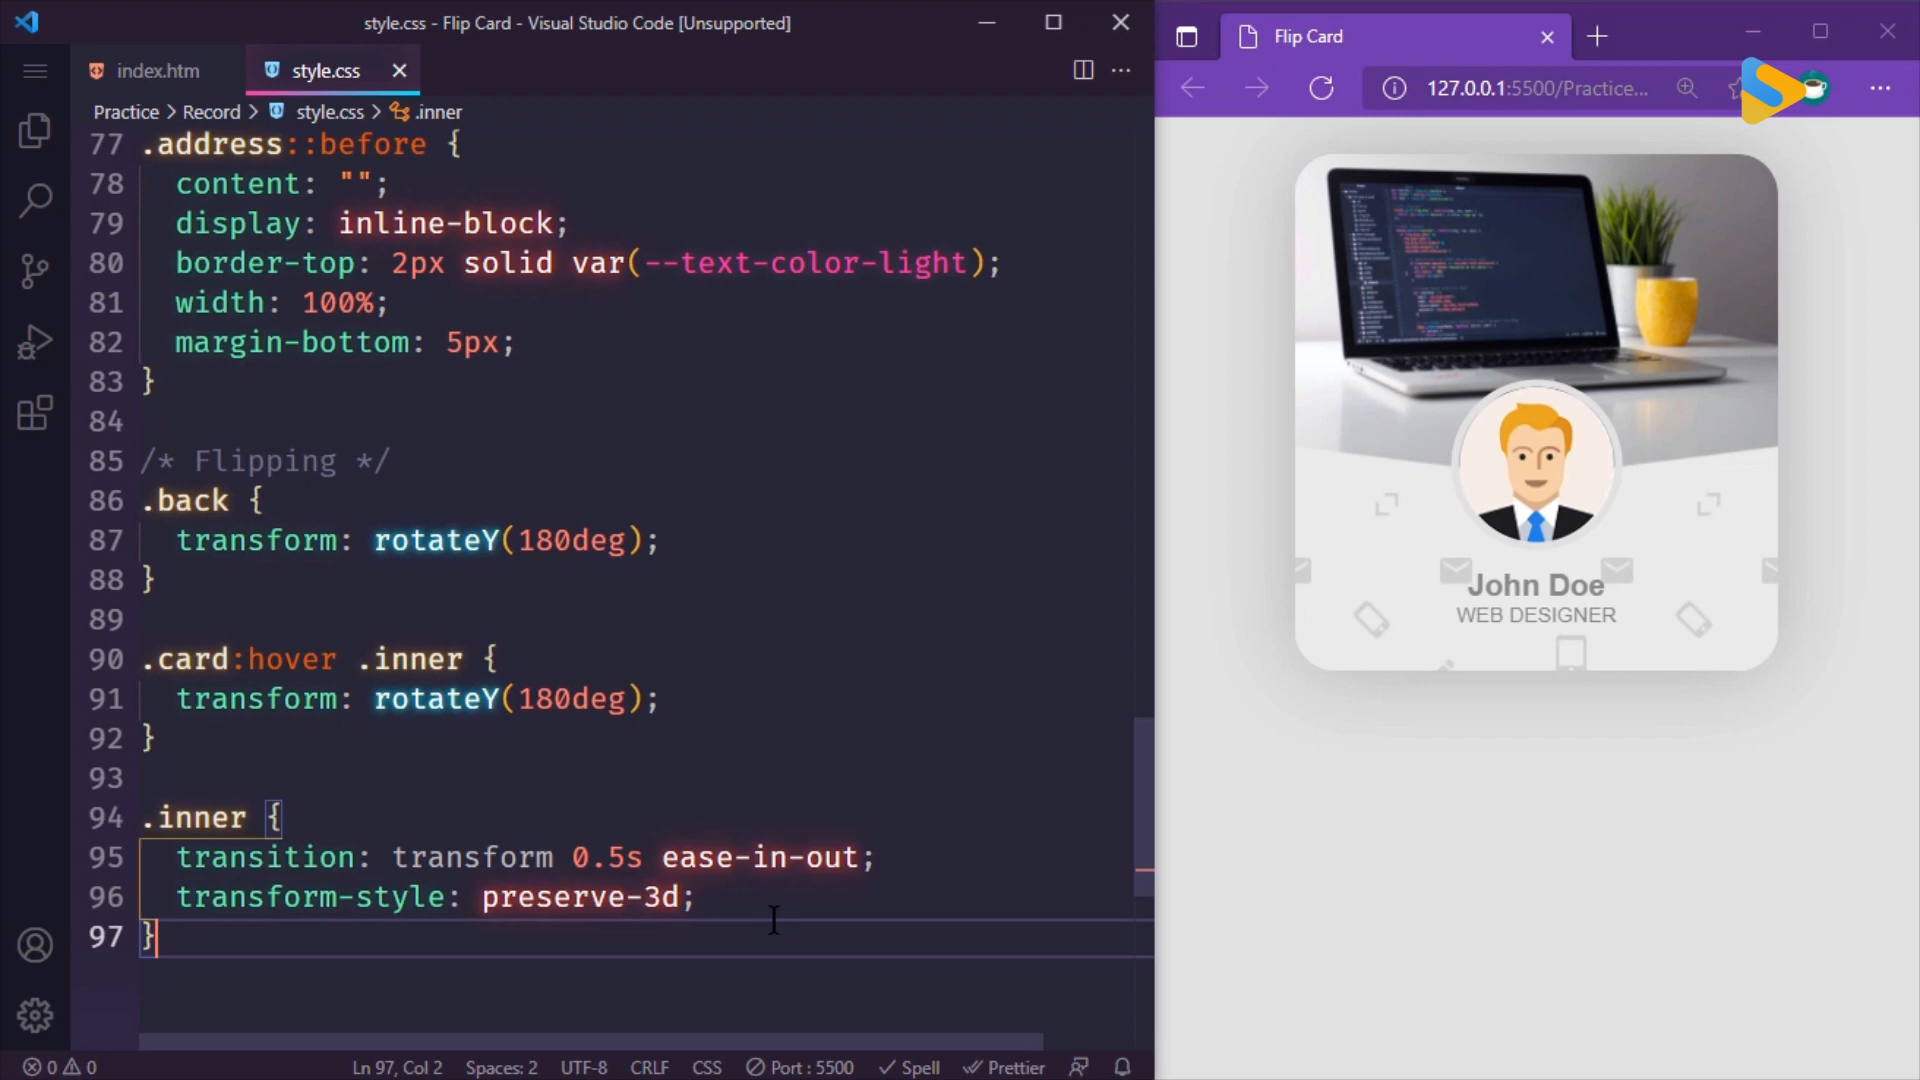 style.css - Flip Card - Visual Studio Code [Unsupported]
index.htm
style.css
Practice > Record > style.css > .inner
77 .address::before {
78 content: "";
79 display: inline-block;
80 border-top: 2px solid var(--text-color-light);
81 width: 100%;
82 margin-bottom: 5px;
83 }
84
85 /* Flipping */
86 .back {
87 transform: rotateY(180deg);
88 }
89
90 .card:hover .inner {
91 transform: rotateY(180deg);
92 }
93
94 .inner {
95 transition: transform 0.5s ease-in-out;
96 transform-style: preserve-3d;
97 }
0 0 Ln 97, Col 2 Spaces: 2 UTF-8 CRLF CSS Port : 5500 Spell Prettier
Flip Card
127.0.0.1:5500/Practice...
John Doe
WEB DESIGNER